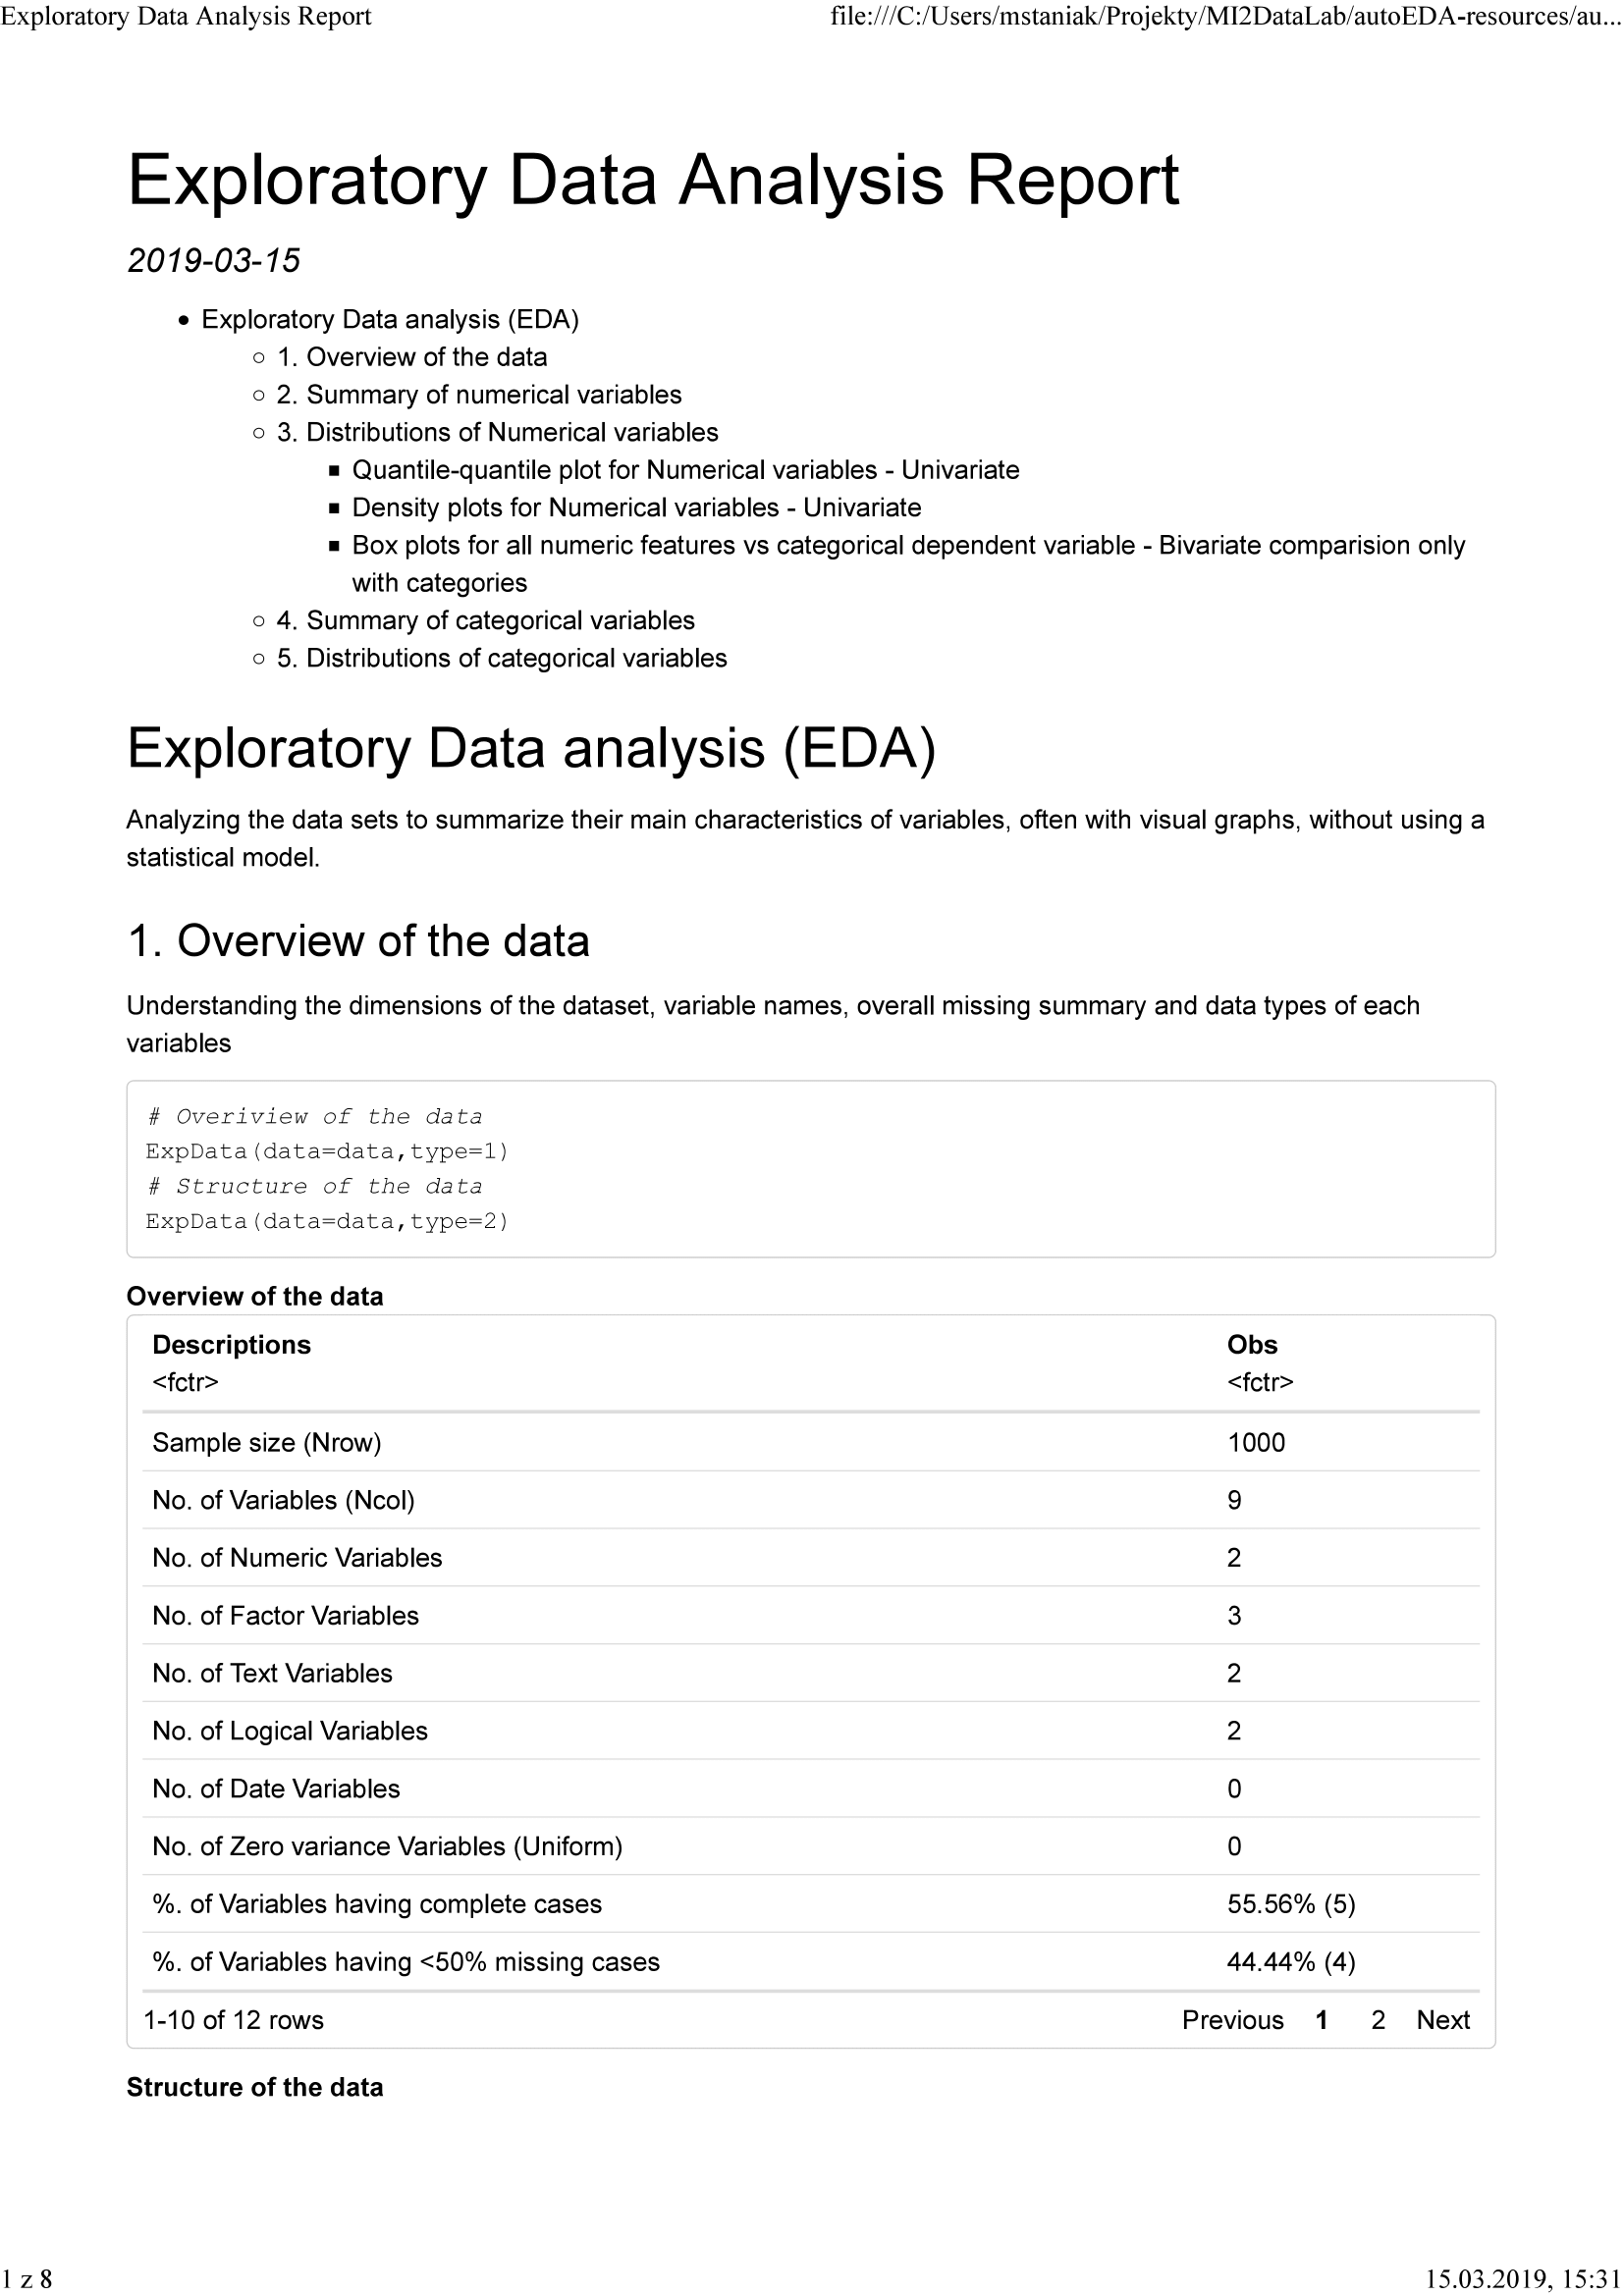 Exploratory Data Analysis Report
file:///C:/Users/mstaniak/Projekty/MI2DataLab/autoEDA-resources/au...
Exploratory Data Analysis Report
2019-03-15
Exploratory Data analysis (EDA)
1. Overview of the data
2. Summary of numerical variables
3. Distributions of Numerical variables
Quantile-quantile plot for Numerical variables - Univariate
Density plots for Numerical variables - Univariate
Box plots for all numeric features vs categorical dependent variable - Bivariate comparision only
with categories
4. Summary of categorical variables
5. Distributions of categorical variables
Exploratory Data analysis (EDA)
Analyzing the data sets to summarize their main characteristics of variables, often with visual graphs, without using a
statistical model.
1. Overview of the data
Understanding the dimensions of the dataset, variable names, overall missing summary and data types of each
variables
# Overiview of the data
ExpData(data=data,type=1)
# Structure of the data
ExpData(data=data,type=2)
Overview of the data
Descriptions Obs
<fctr> <fctr>
Sample size (Nrow) 1000
No. of Variables (Ncol) 9
No. of Numeric Variables 2
No. of Factor Variables 3
No. of Text Variables 2
No. of Logical Variables 2
No. of Date Variables 0
No. of Zero variance Variables (Uniform) 0
%. of Variables having complete cases 55.56% (5)
%. of Variables having <50% missing cases 44.44% (4)
1-10 of 12 rows Previous 1 2 Next
Structure of the data
1 z 8 15.03.2019, 15:31